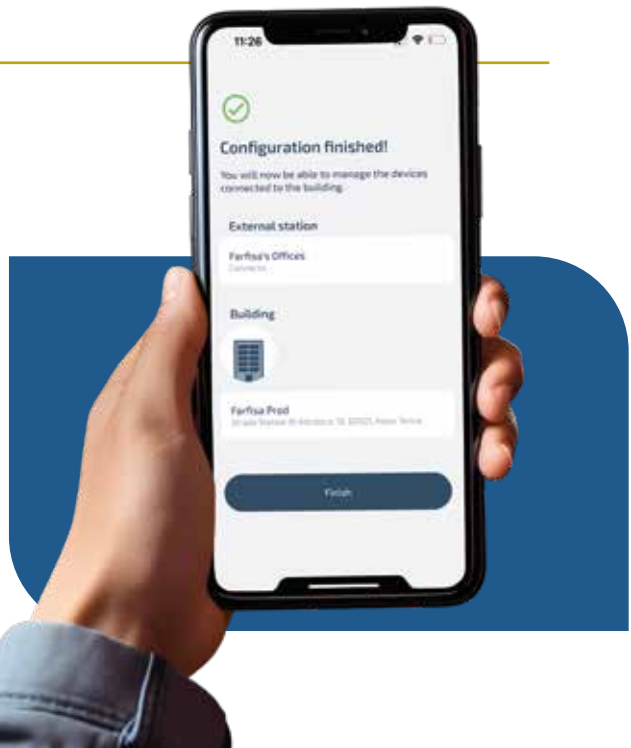 11:26
Configuration finished!
You will now be able to manage the devices
connected to the building.
External station
Farfisa's Offices
Building
Farfisa Prod
Finish